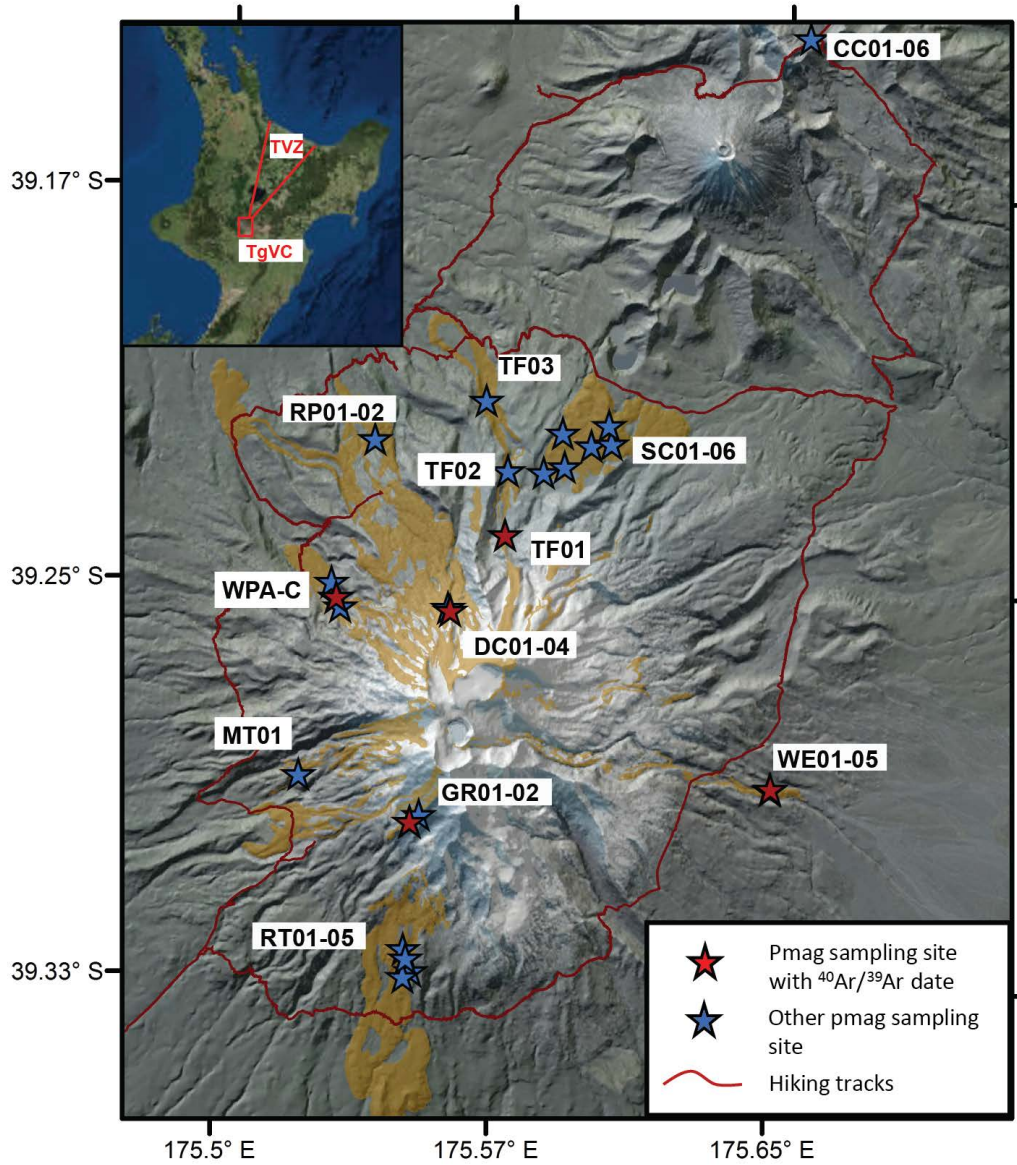 CC01-06
TVZ
TgVC
39.17° S
TF03
RP01-02
SC01-06
TF02
TF01
39.25° S
WPA-C
DC01-04
MT01
WE01-05
GR01-02
RT01-05
39.33° S
Pmag sampling site
with ⁴⁰Ar/³⁹Ar date
Other pmag sampling
site
Hiking tracks
175.5° E
175.57° E
175.65° E